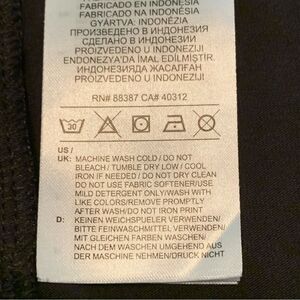 FABRICADO EN INDONESIA
FABRICADO NA INDONÉSIA
GYÁRTVA: INDONÉZIA
ПРОИЗВЕДЕНО В ИНДОНЕЗИИ
СДЕЛАНО В ИНДОНЕЗИИ
PROIZVEDENO U INDONEZIJI
ENDONEZYA'DA İMAL EDİLMİŞTİR.
ИНДОНЕЗИЯДА ЖАСАЛҒАН
PROIZVEDENO U INDONEZIJI
RN# 88387 CA# 40312
30
US /
UK: MACHINE WASH COLD / DO NOT
BLEACH / TUMBLE DRY LOW / COOL
IRON IF NEEDED / DO NOT DRY CLEAN
DO NOT USE FABRIC SOFTENER/USE
MILD DETERGENT ONLY/WASH WITH
LIKE COLORS/REMOVE PROMPTLY
AFTER WASH/DO NOT IRON PRINT
D: KEINEN WEICHSPUELER VERWENDEN/
BITTE FEINWASCHMITTEL VERWENDEN/
MIT GLEICHEN FARBEN WASCHEN/
NACH DEM WASCHEN UMGEHEND AUS
DER MASCHINE NEHMEN/DRUCK NICHT